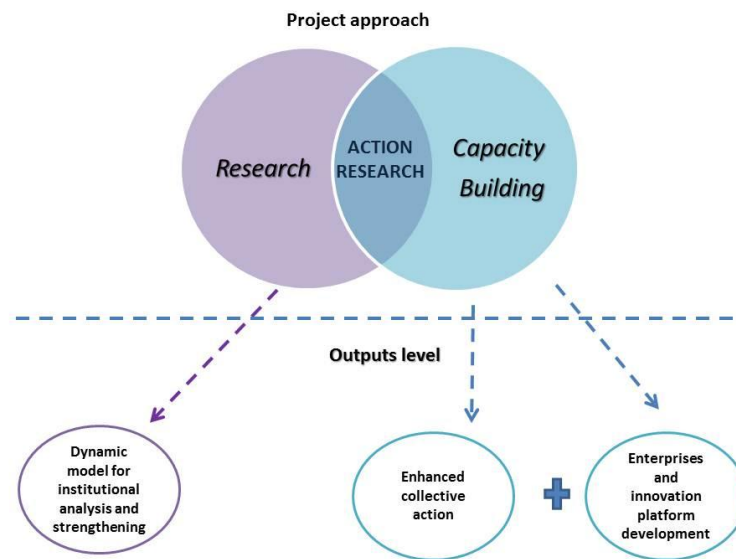 Project approach
Research
ACTION
RESEARCH
Capacity
Building
Outputs level
Dynamic
model for
institutional
analysis and
strengthening
Enhanced
collective
action
Enterprises
and
innovation
platform
development